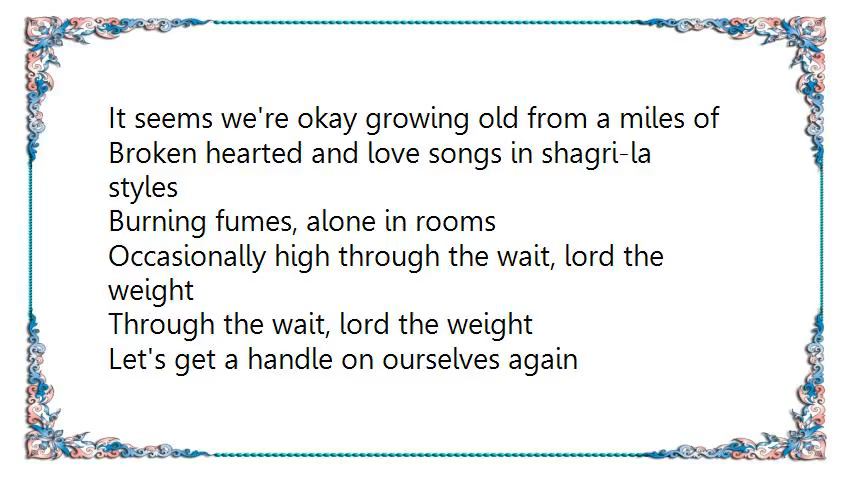 It seems we're okay growing old from a miles of
Broken hearted and love songs in shagri-la
styles
Burning fumes, alone in rooms
Occasionally high through the wait, lord the
weight
Through the wait, lord the weight
Let's get a handle on ourselves again